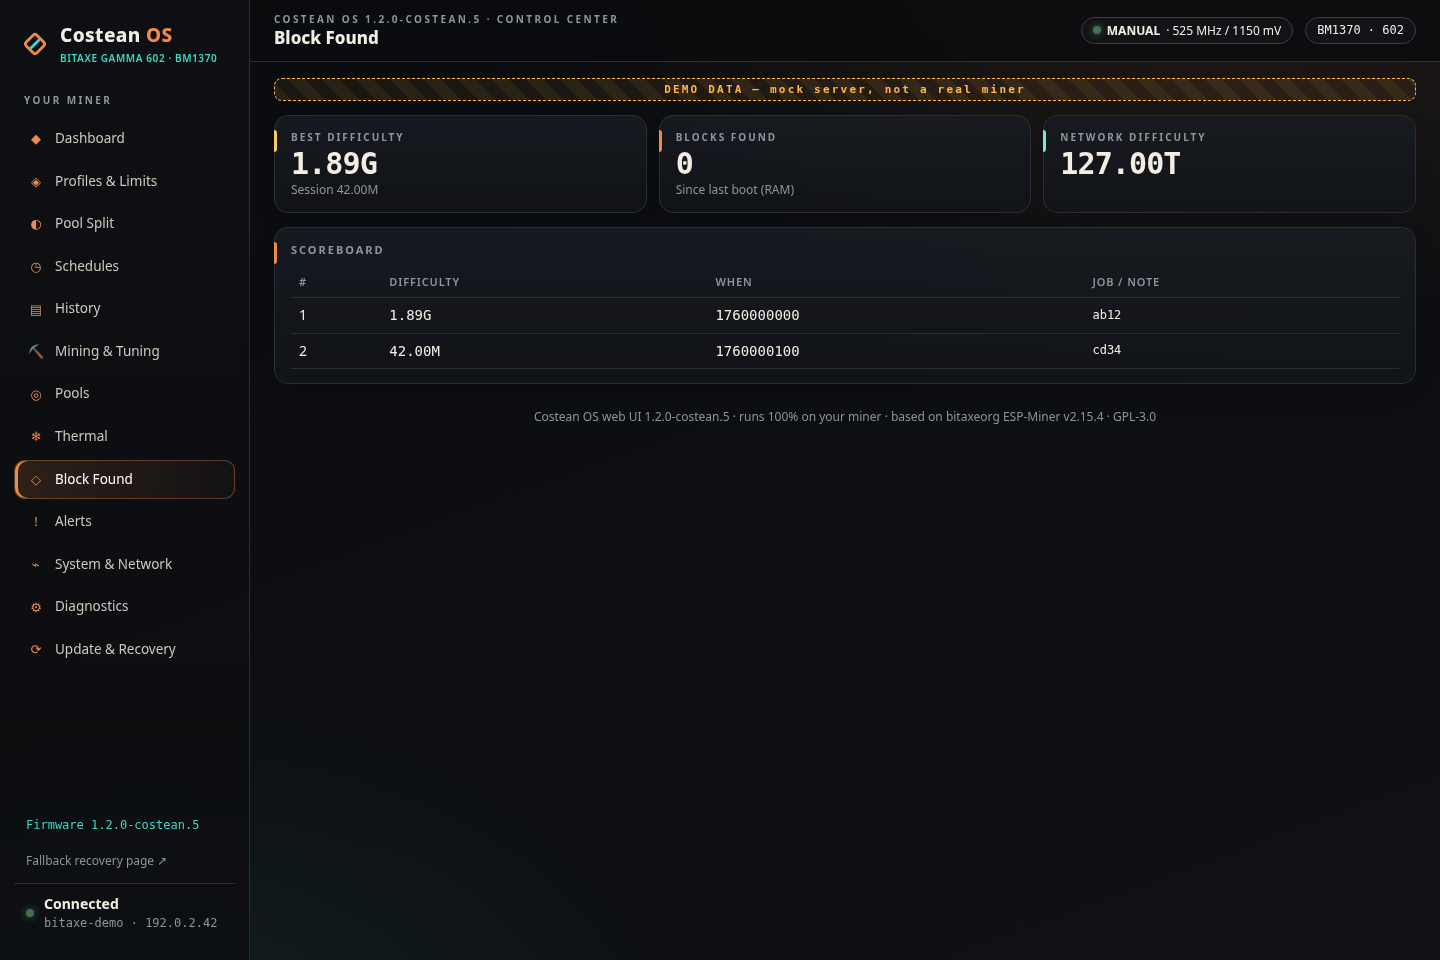 Costean OS
BITAXE GAMMA 602 · BM1370
YOUR MINER
Dashboard
Profiles & Limits
Pool Split
Schedules
History
Mining & Tuning
Pools
Thermal
Block Found
Alerts
System & Network
Diagnostics
Update & Recovery
Firmware 1.2.0-costean.5
Fallback recovery page ↗
Connected
bitaxe-demo · 192.0.2.42
COSTEAN OS 1.2.0-COSTEAN.5 · CONTROL CENTER
Block Found
MANUAL · 525 MHz / 1150 mV
BM1370 · 602
DEMO DATA — mock server, not a real miner
BEST DIFFICULTY
1.89G
Session 42.00M
BLOCKS FOUND
0
Since last boot (RAM)
NETWORK DIFFICULTY
127.00T
SCOREBOARD
# DIFFICULTY WHEN JOB / NOTE
1 1.89G 1760000000 ab12
2 42.00M 1760000100 cd34
Costean OS web UI 1.2.0-costean.5 · runs 100% on your miner · based on bitaxeorg ESP-Miner v2.15.4 · GPL-3.0